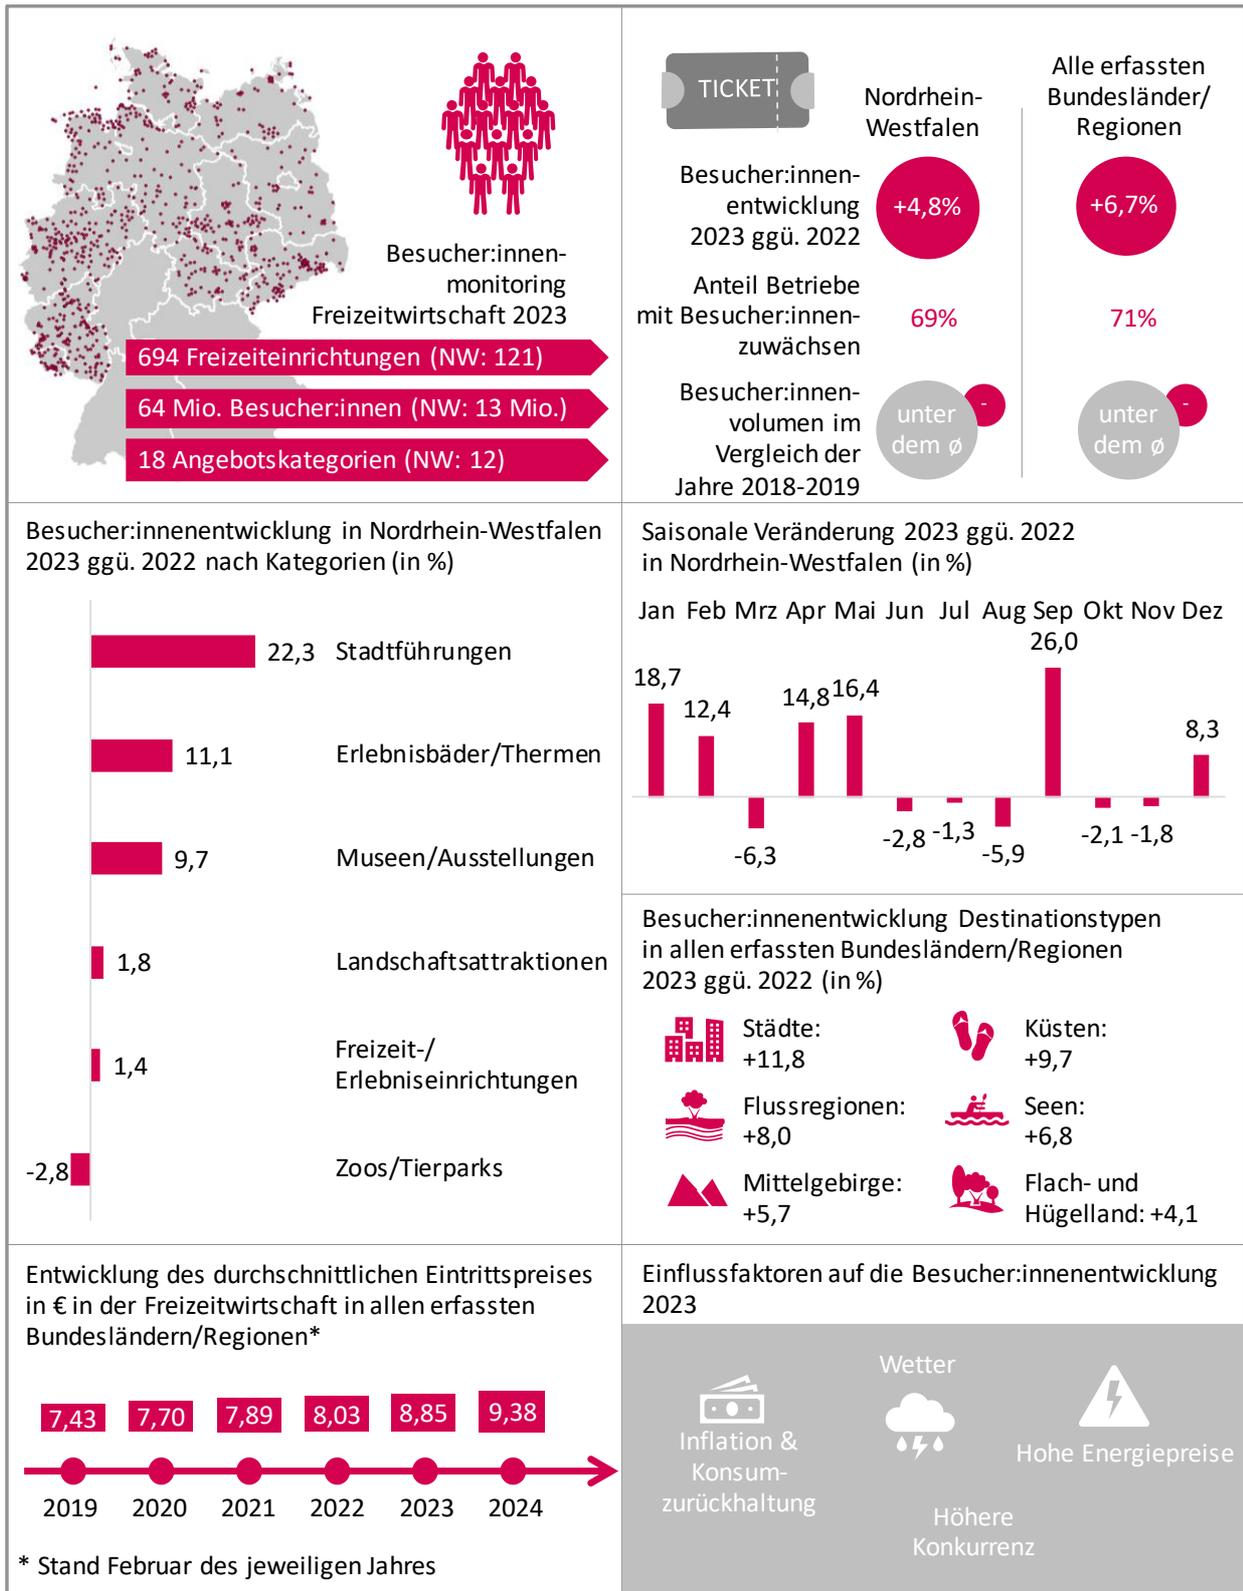 Besucher:innen-
monitoring
Freizeitwirtschaft 2023
694 Freizeiteinrichtungen (NW: 121)
64 Mio. Besucher:innen (NW: 13 Mio.)
18 Angebotskategorien (NW: 12)
TICKET
Nordrhein-
Westfalen
Alle erfassten
Bundesländer/
Regionen
Besucher:innen-
entwicklung
2023 ggü. 2022
+4,8%
+6,7%
Anteil Betriebe
mit Besucher:innen-
zuwächsen
69%
71%
Besucher:innen-
volumen im
Vergleich der
Jahre 2018-2019
unter
dem ø
-
unter
dem ø
-
Besucher:innenentwicklung in Nordrhein-Westfalen
2023 ggü. 2022 nach Kategorien (in %)
22,3 Stadtführungen
11,1 Erlebnisbäder/Thermen
9,7 Museen/Ausstellungen
1,8 Landschaftsattraktionen
1,4 Freizeit-/
Erlebniseinrichtungen
-2,8 Zoos/Tierparks
Saisonale Veränderung 2023 ggü. 2022
in Nordrhein-Westfalen (in %)
Jan Feb Mrz Apr Mai Jun Jul Aug Sep Okt Nov Dez
18,7 12,4 -6,3 14,8 16,4 -2,8 -1,3 -5,9 26,0 -2,1 -1,8 8,3
Besucher:innenentwicklung Destinationstypen
in allen erfassten Bundesländern/Regionen
2023 ggü. 2022 (in %)
Städte:
+11,8
Küsten:
+9,7
Flussregionen:
+8,0
Seen:
+6,8
Mittelgebirge:
+5,7
Flach- und
Hügelland: +4,1
Entwicklung des durchschnittlichen Eintrittspreises
in € in der Freizeitwirtschaft in allen erfassten
Bundesländern/Regionen*
7,43 7,70 7,89 8,03 8,85 9,38
2019 2020 2021 2022 2023 2024
* Stand Februar des jeweiligen Jahres
Einflussfaktoren auf die Besucher:innenentwicklung
2023
Inflation &
Konsum-
zurückhaltung
Wetter
Hohe Energiepreise
Höhere
Konkurrenz